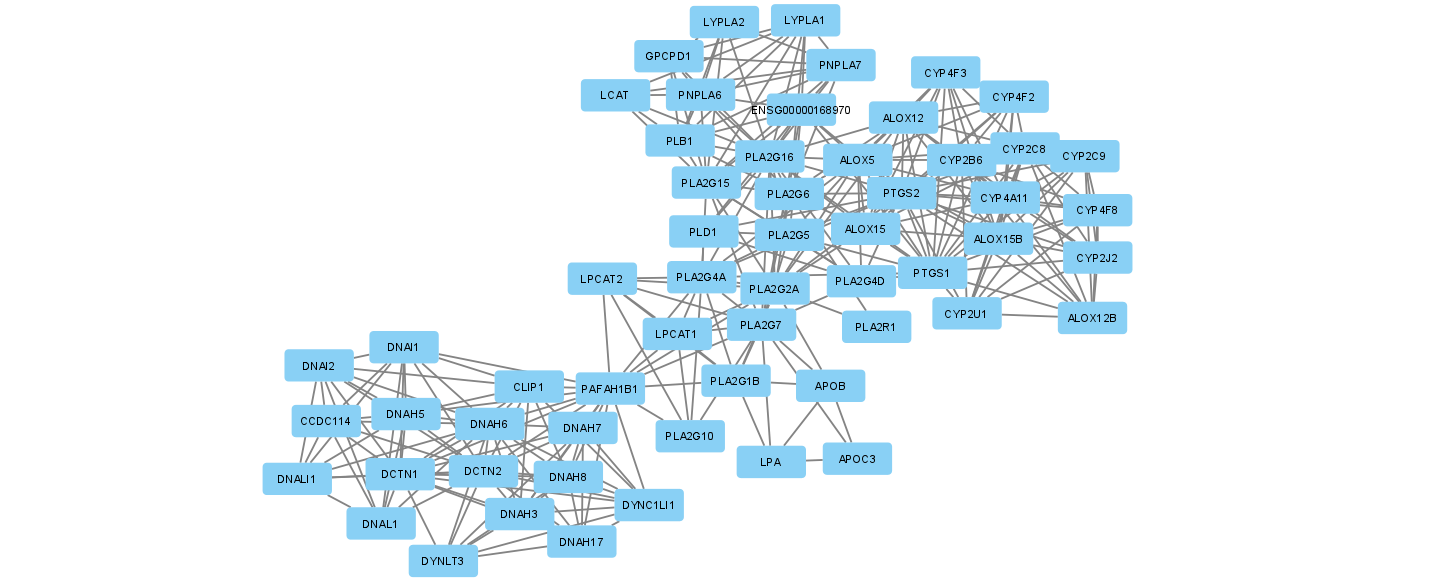 LYPLA2
LYPLA1
GPCPD1
PNPLA7
CYP4F3
LCAT
PNPLA6
CYP4F2
ENSG00000168970
ALOX12
PLB1
CYP2C8
PLA2G16
ALOX5
CYP2B6
CYP2C9
PLA2G15
PLA2G6
PTGS2
CYP4A11
CYP4F8
PLD1
PLA2G5
ALOX15
ALOX15B
CYP2J2
LPCAT2
PLA2G4A
PLA2G2A
PLA2G4D
PTGS1
CYP2U1
ALOX12B
LPCAT1
PLA2G7
PLA2R1
DNAI1
DNAI2
CLIP1
PAFAH1B1
PLA2G1B
APOB
CCDC114
DNAH5
DNAH6
DNAH7
PLA2G10
LPA
APOC3
DNALI1
DCTN1
DCTN2
DNAH8
DYNC1LI1
DNAL1
DNAH3
DNAH17
DYNLT3